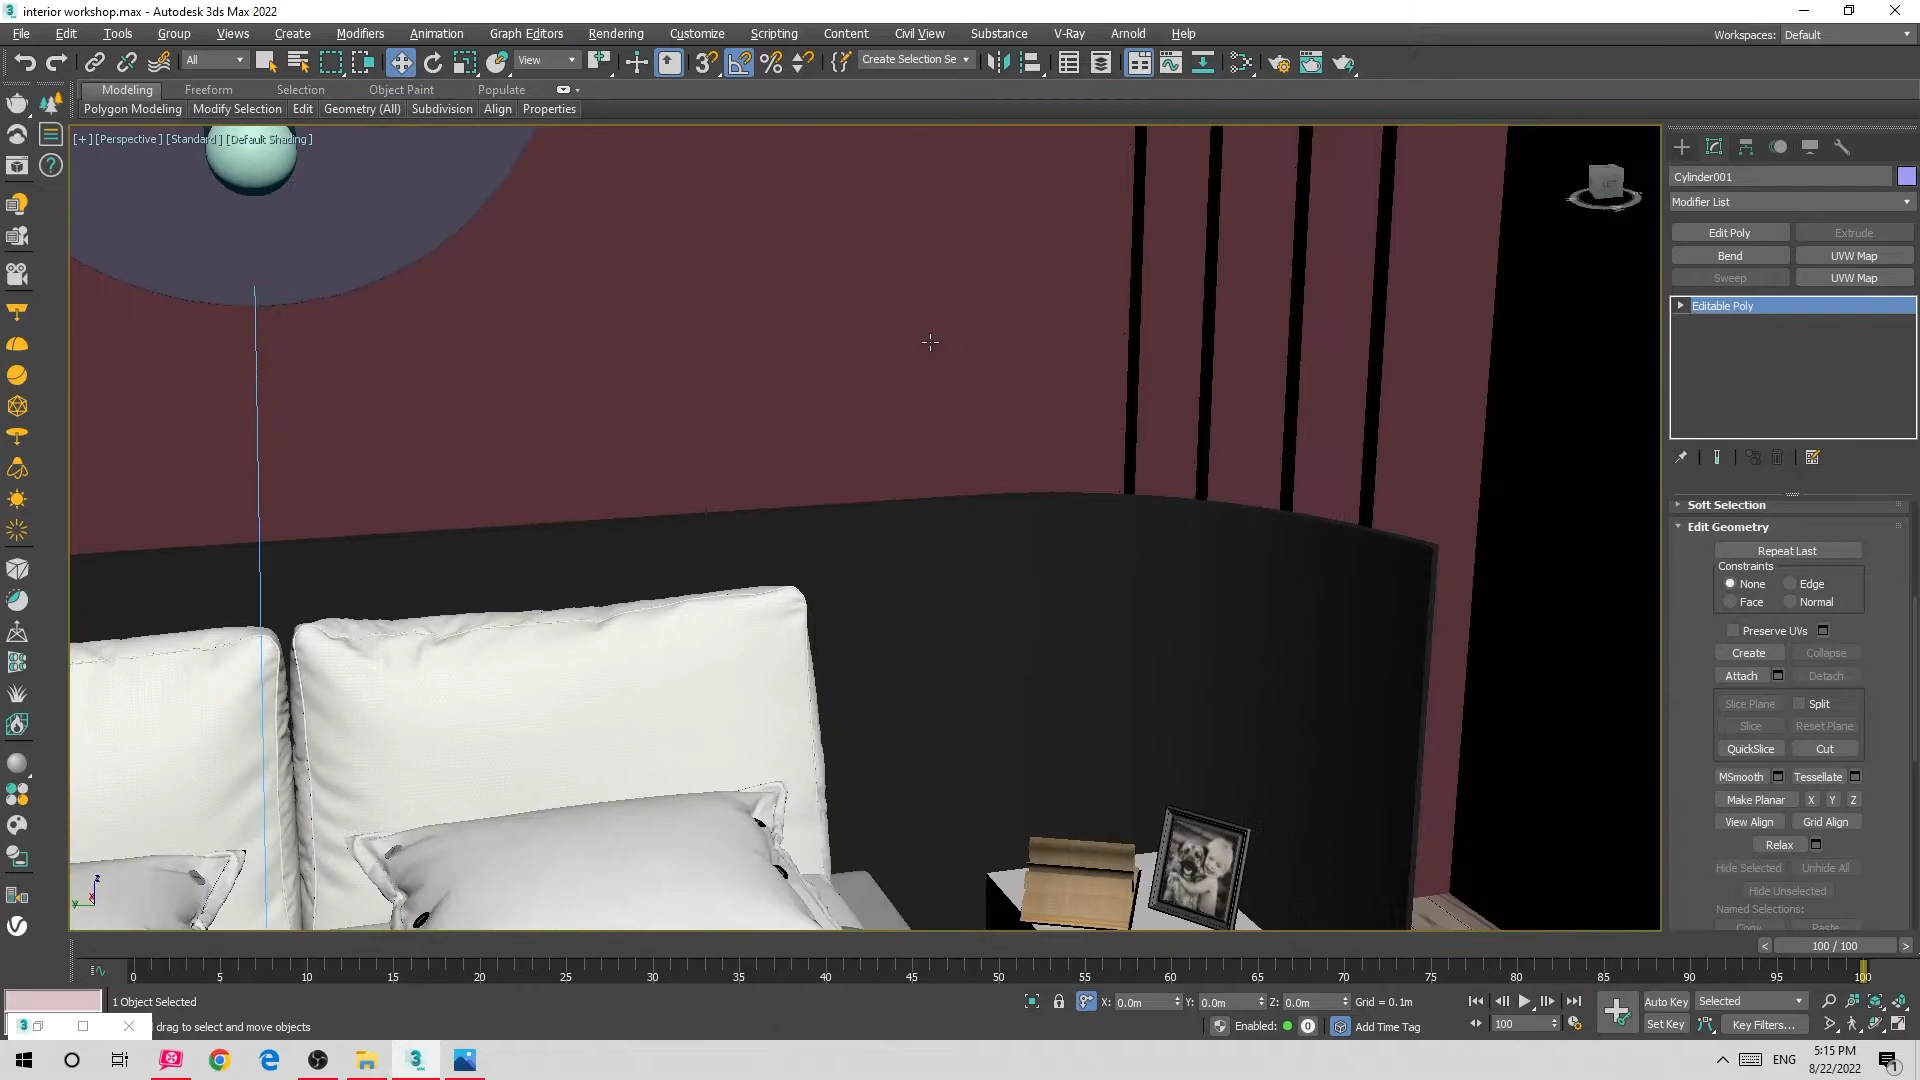 interior workshop.max - Autodesk 3ds Max 2022
File Edit Tools Group Views Create Modifiers Animation Graph Editors Rendering Customize Scripting Content Civil View Substance V-Ray Arnold Help
Workspaces: Default
All View Create Selection Se
Modeling Freeform Selection Object Paint Populate
Polygon Modeling Modify Selection Edit Geometry (All) Subdivision Align Properties
[+] [Perspective] [Standard] [Default Shading]
Cylinder001
Modifier List
Edit Poly Extrude
Bend UVW Map
Sweep UVW Map
Editable Poly
Soft Selection
Edit Geometry
Repeat Last
Constraints
None Edge
Face Normal
Preserve UVs
Create Collapse
Attach Detach
Slice Plane Split
Slice Reset Plane
QuickSlice Cut
MSmooth Tessellate
Make Planar X Y Z
View Align Grid Align
Relax
Hide Selected Unhide All
Hide Unselected
Named Selections:
Copy Paste
< 100 / 100 >
0 5 10 15 20 25 30 35 40 45 50 55 60 65 70 75 80 85 90 95 100
1 Object Selected
X: 0.0m Y: 0.0m Z: 0.0m Grid = 0.1m
Auto Key Selected
drag to select and move objects
Enabled: 0 Add Time Tag
100
Set Key Key Filters...
ENG
5:15 PM
8/22/2022